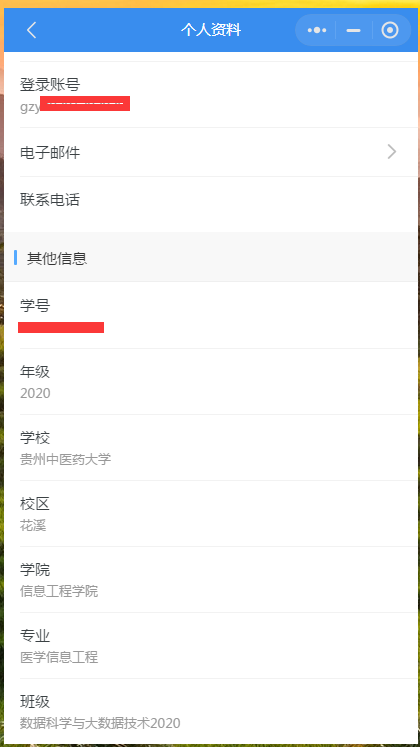 个人资料
登录账号
gzy
电子邮件
联系电话
其他信息
学号
年级
2020
学校
贵州中医药大学
校区
花溪
学院
信息工程学院
专业
医学信息工程
班级
数据科学与大数据技术2020